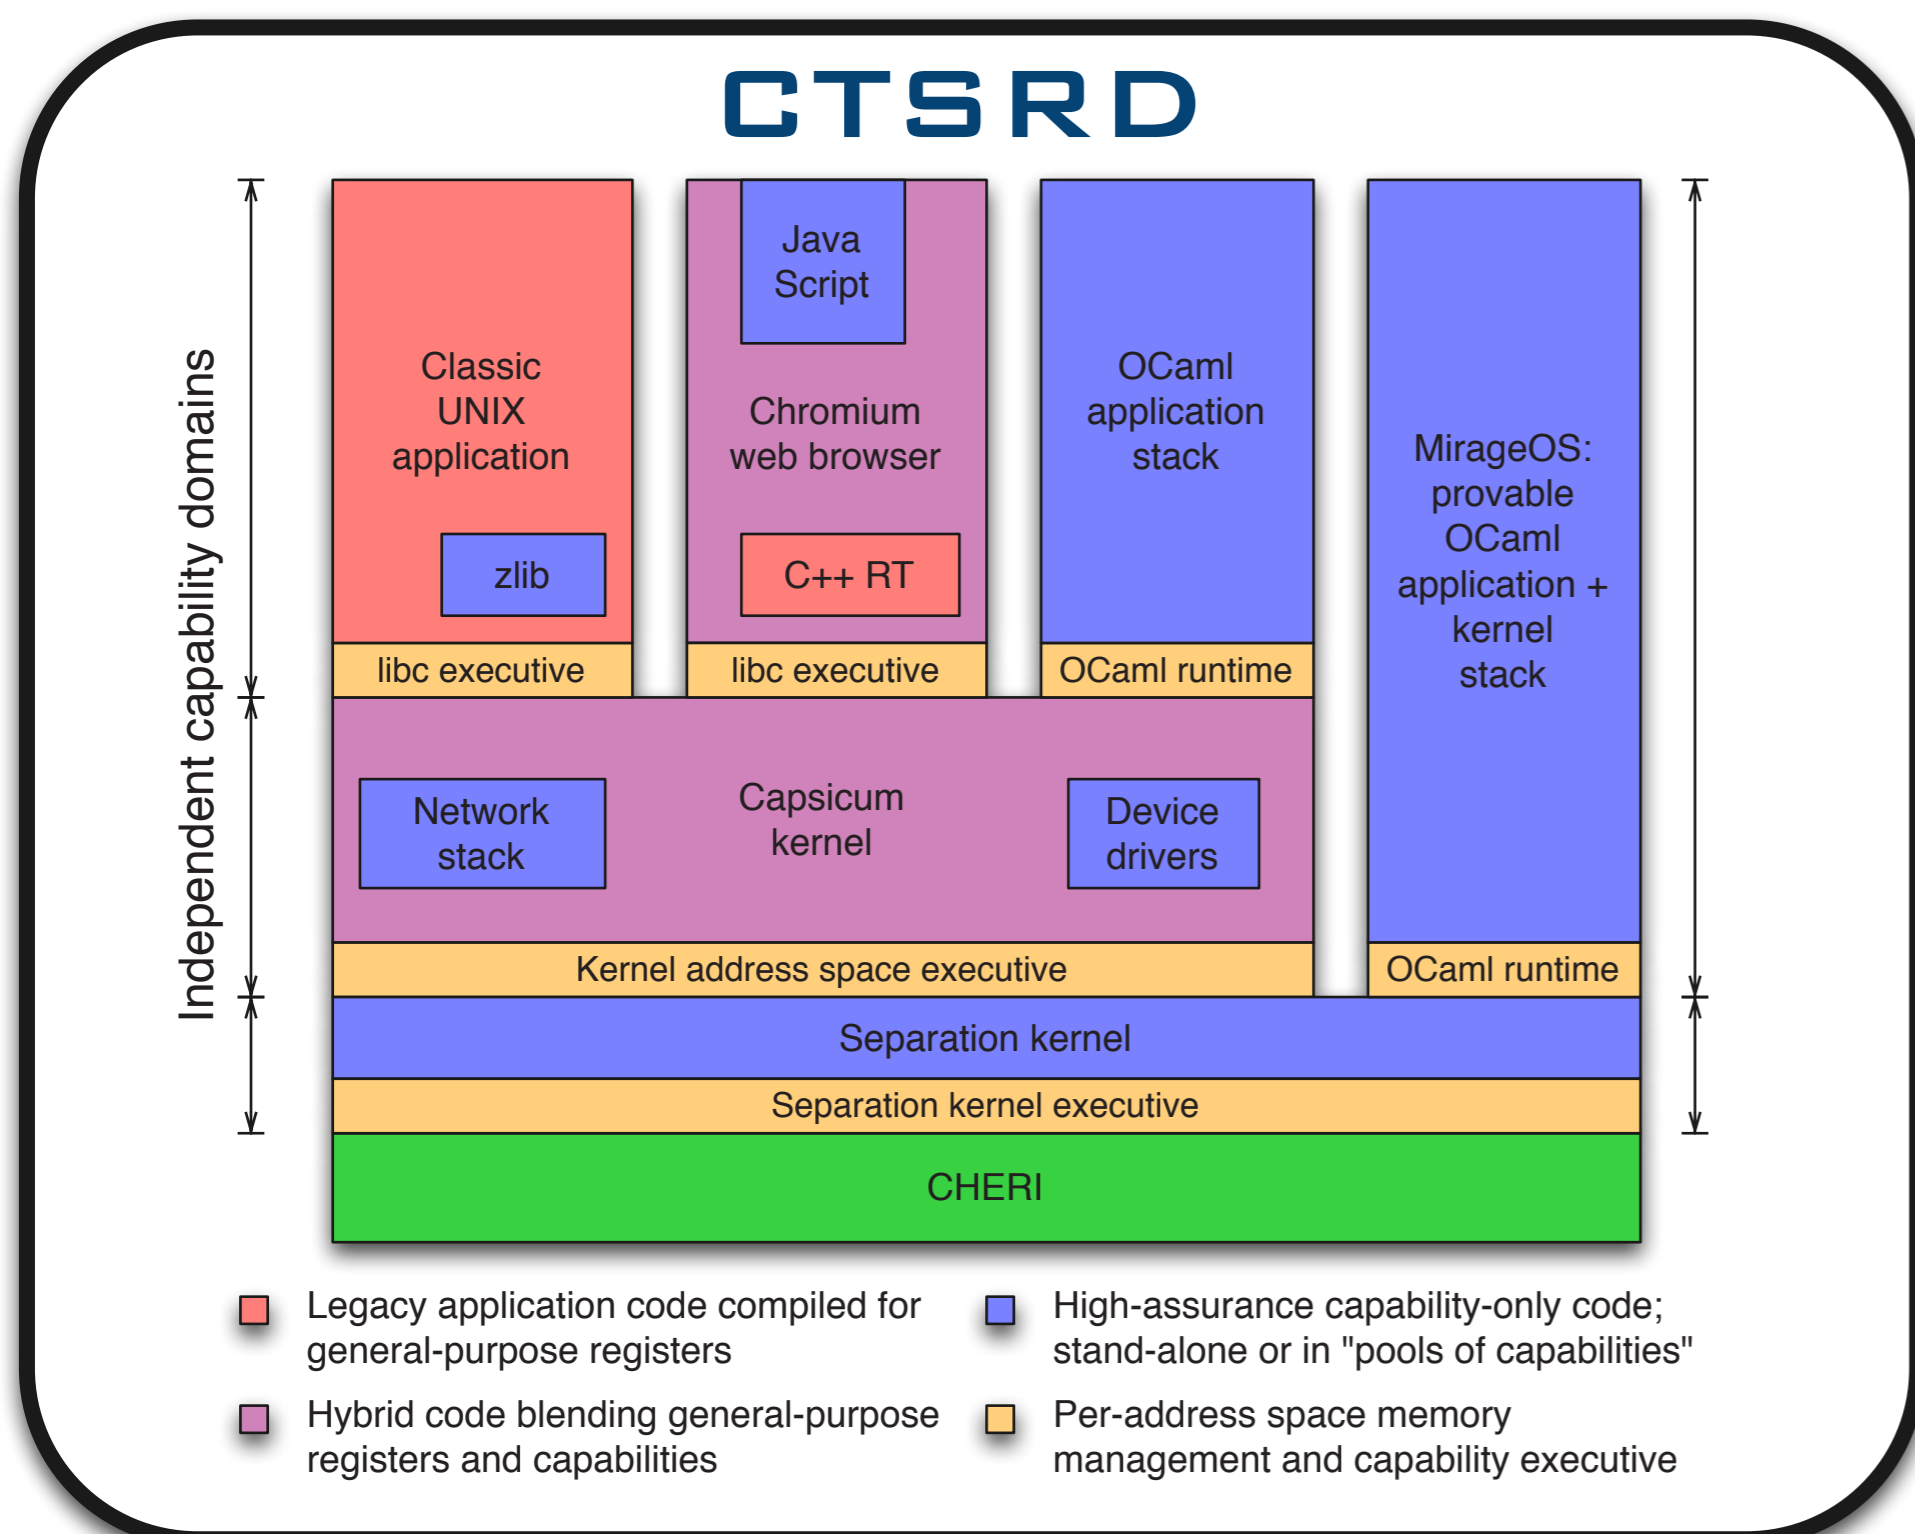 CTSRD
Independent capability domains
Classic
UNIX
application
zlib
libc executive
Java
Script
Chromium
web browser
C++ RT
libc executive
OCaml
application
stack
OCaml runtime
MirageOS:
provable
OCaml
application +
kernel
stack
OCaml runtime
Network
stack
Capsicum
kernel
Device
drivers
Kernel address space executive
Separation kernel
Separation kernel executive
CHERI
Legacy application code compiled for
general-purpose registers
Hybrid code blending general-purpose
registers and capabilities
High-assurance capability-only code;
stand-alone or in "pools of capabilities"
Per-address space memory
management and capability executive